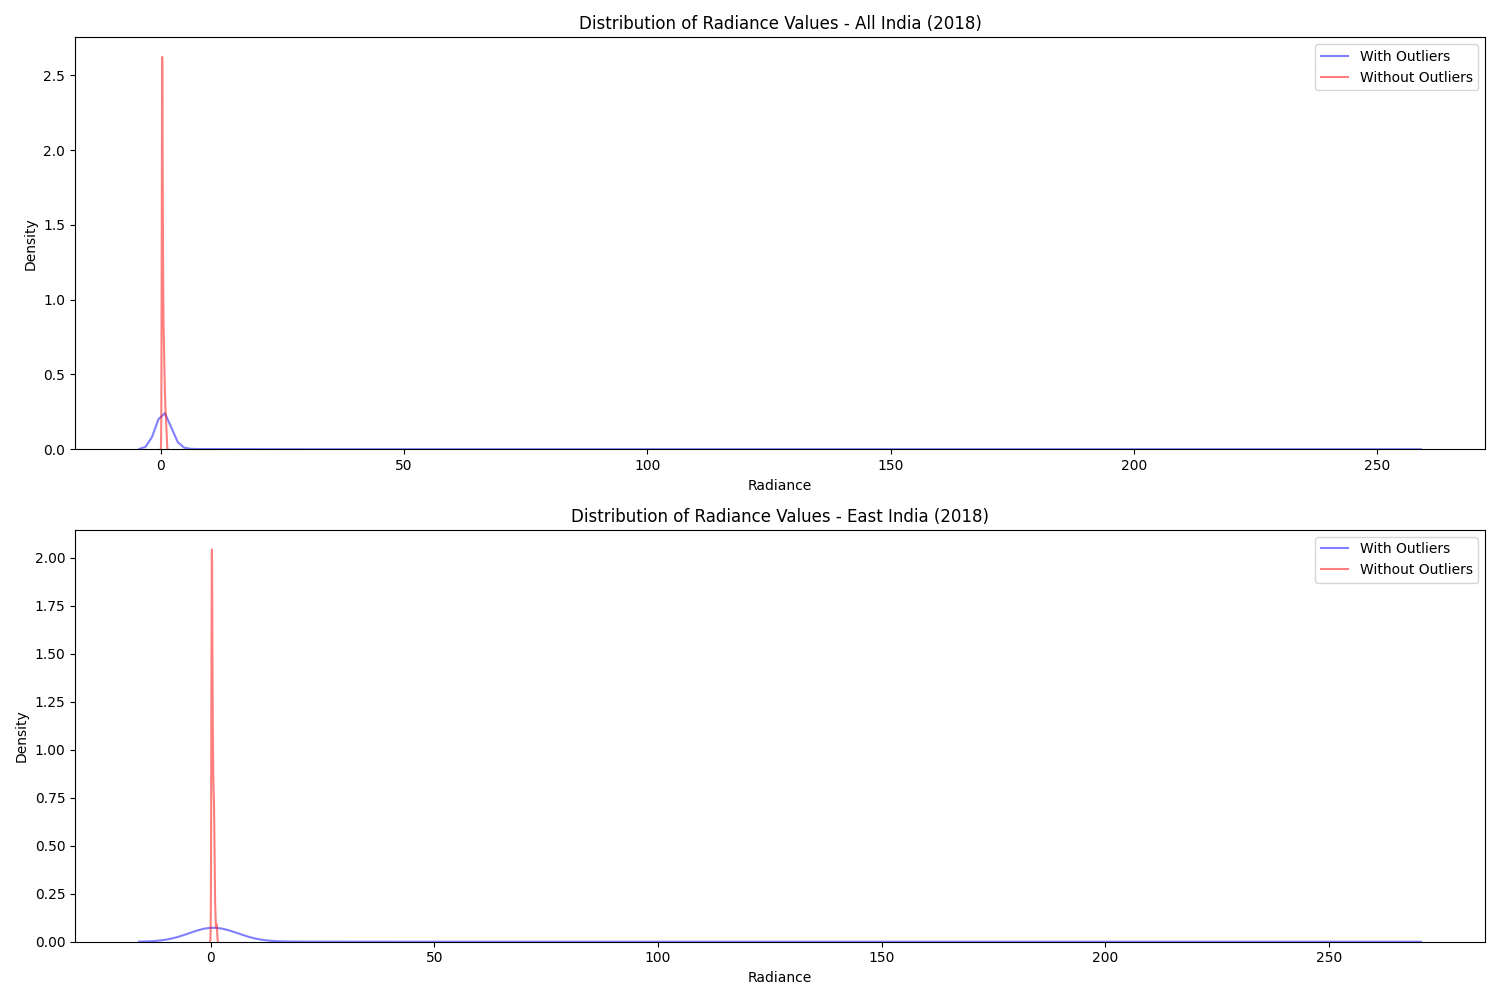 Distribution of Radiance Values - All India (2018)
With Outliers
Without Outliers
2.5
2.0
1.5
1.0
0.5
0.0
Density
0 50 100 150 200 250
Radiance
Distribution of Radiance Values - East India (2018)
With Outliers
Without Outliers
2.00
1.75
1.50
1.25
1.00
0.75
0.50
0.25
0.00
Density
0 50 100 150 200 250
Radiance